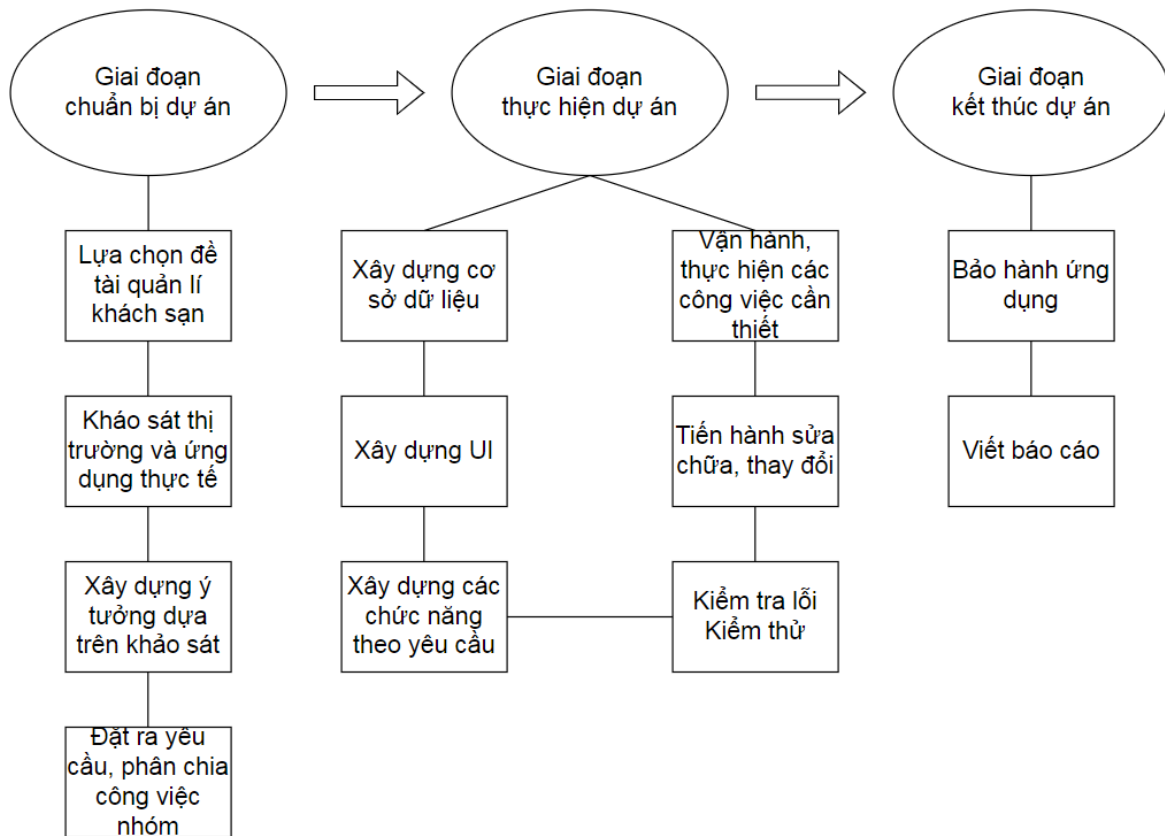 Giai đoạn
chuẩn bị dự án
Giai đoạn
thực hiện dự án
Giai đoạn
kết thúc dự án
Lựa chọn đề
tài quản lí
khách sạn
Kháo sát thị
trường và ứng
dụng thực tế
Xây dựng ý
tưởng dựa
trên khảo sát
Đặt ra yêu
cầu, phân chia
công việc
nhóm
Xây dựng cơ
sở dữ liệu
Xây dựng UI
Xây dựng các
chức năng
theo yêu cầu
Vận hành,
thực hiện các
công việc cần
thiết
Tiến hành sửa
chữa, thay đổi
Kiểm tra lỗi
Kiểm thử
Bảo hành ứng
dụng
Viết báo cáo